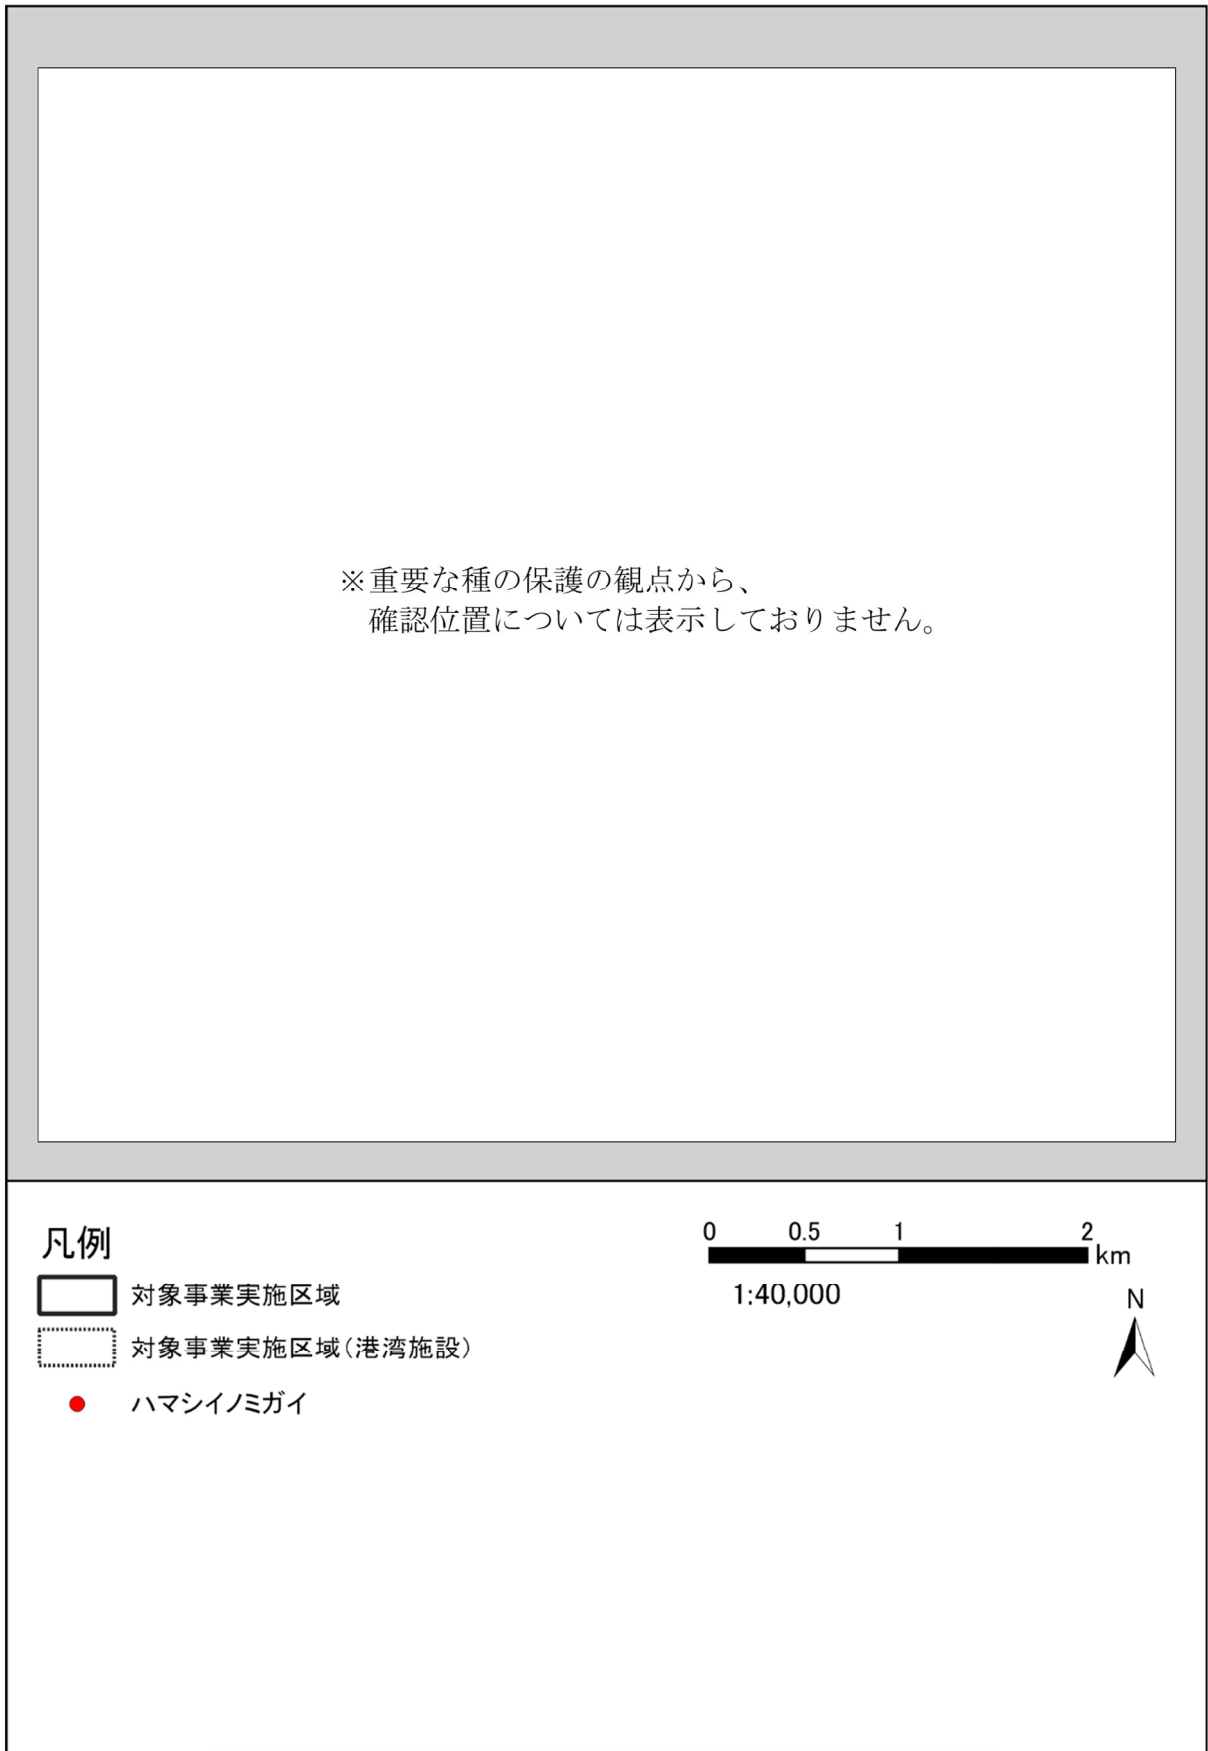 ※重要な種の保護の観点から、
確認位置については表示しておりません。
凡例
対象事業実施区域
対象事業実施区域(港湾施設)
ハマシイノミガイ
0 0.5 1 2
km
1:40,000
N